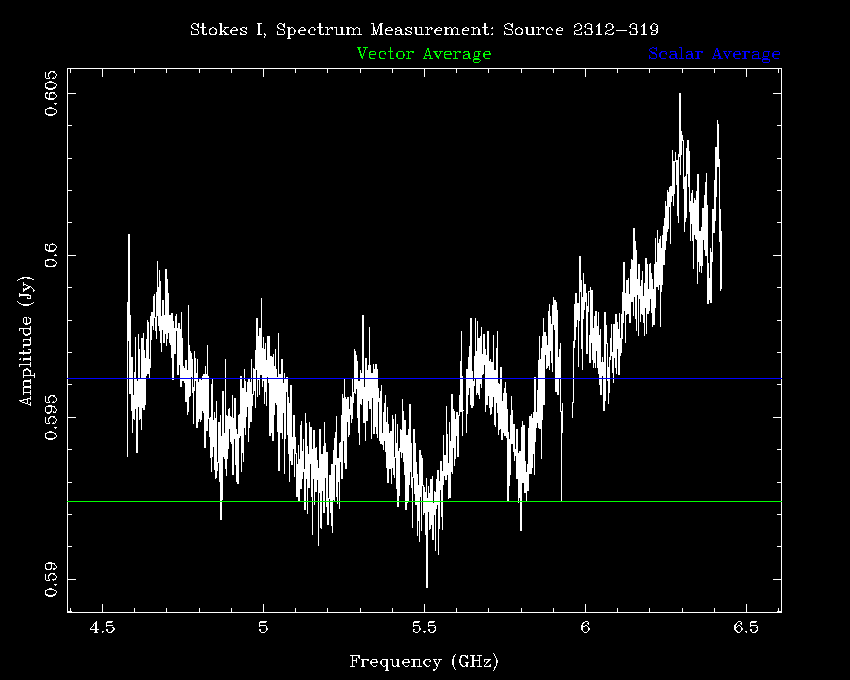 Stokes I, Spectrum Measurement: Source 2312−319
Vector Average Scalar Average
0.605
0.6
0.595
0.59
Amplitude (Jy)
4.5 5 5.5 6 6.5
Frequency (GHz)